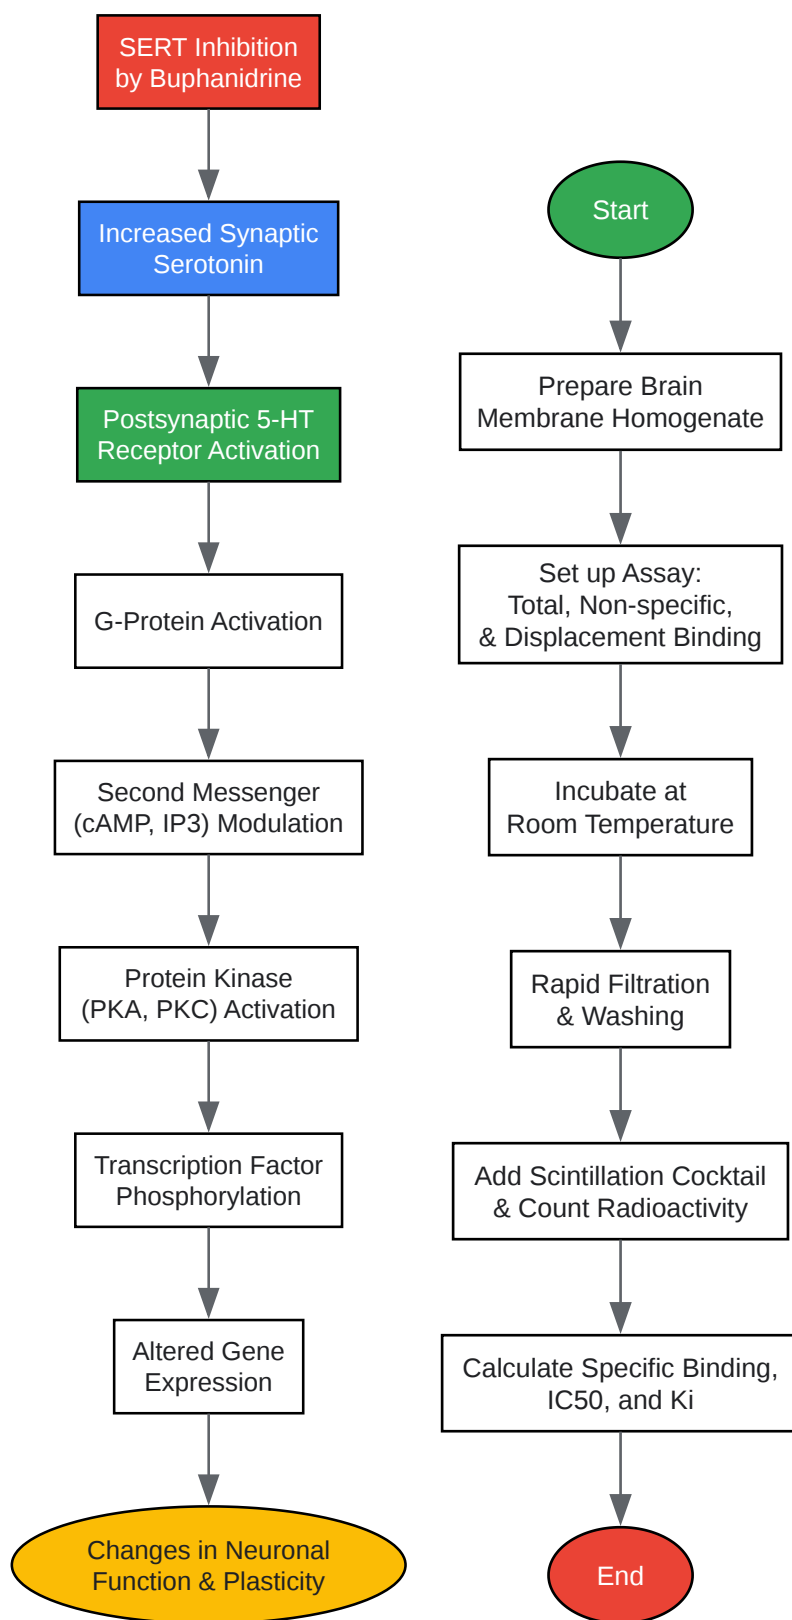 SERT Inhibition
by Buphanidrine
Increased Synaptic
Serotonin
Postsynaptic 5-HT
Receptor Activation
G-Protein Activation
Second Messenger
(cAMP, IP3) Modulation
Protein Kinase
(PKA, PKC) Activation
Transcription Factor
Phosphorylation
Altered Gene
Expression
Changes in Neuronal
Function & Plasticity
Start
Prepare Brain
Membrane Homogenate
Set up Assay:
Total, Non-specific,
& Displacement Binding
Incubate at
Room Temperature
Rapid Filtration
& Washing
Add Scintillation Cocktail
& Count Radioactivity
Calculate Specific Binding,
IC50, and Ki
End